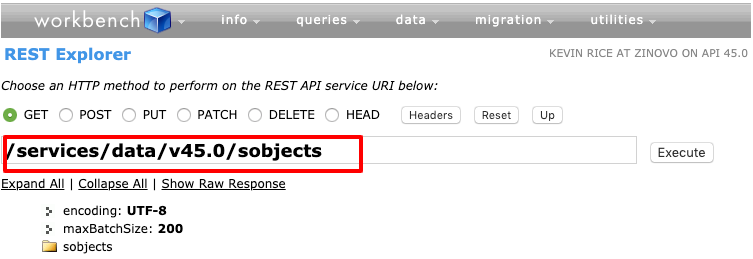 workbench info queries data migration utilities
REST Explorer KEVIN RICE AT ZINOVO ON API 45.0
Choose an HTTP method to perform on the REST API service URI below:
GET POST PUT PATCH DELETE HEAD Headers Reset Up
/services/data/v45.0/sobjects Execute
Expand All | Collapse All | Show Raw Response
encoding: UTF-8
maxBatchSize: 200
sobjects